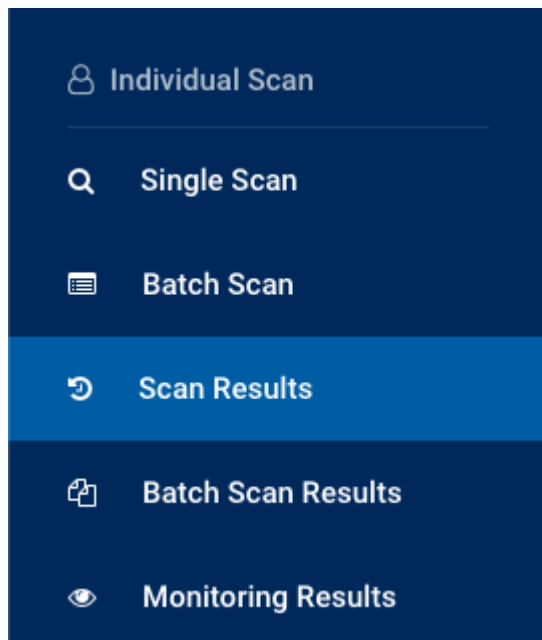 Individual Scan
Single Scan
Batch Scan
Scan Results
Batch Scan Results
Monitoring Results